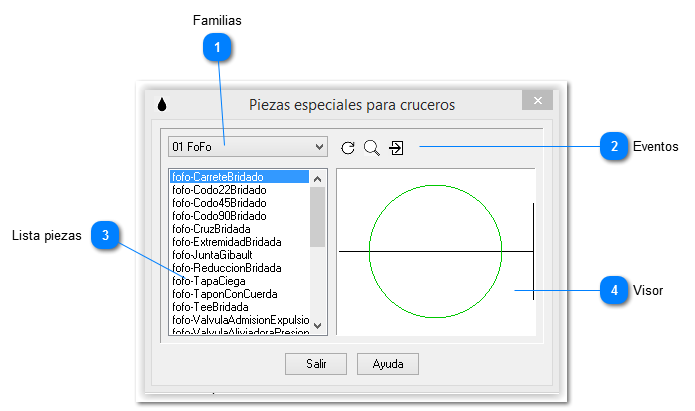 Familias
1
Piezas especiales para cruceros
01 FoFo
2 Eventos
fofo-CarreteBridado
fofo-Codo22Bridado
fofo-Codo45Bridado
fofo-Codo90Bridado
fofo-CruzBridada
Lista piezas 3
fofo-ExtremidadBridada
fofo-JuntaGibault
fofo-ReduccionBridada
fofo-TapaCiega
4 Visor
fofo-TaponConCuerda
fofo-TeeBridada
fofo-ValvulaAdmisionExpulsio
fofo-ValvulaAliviadoraPresion
Salir
Ayuda